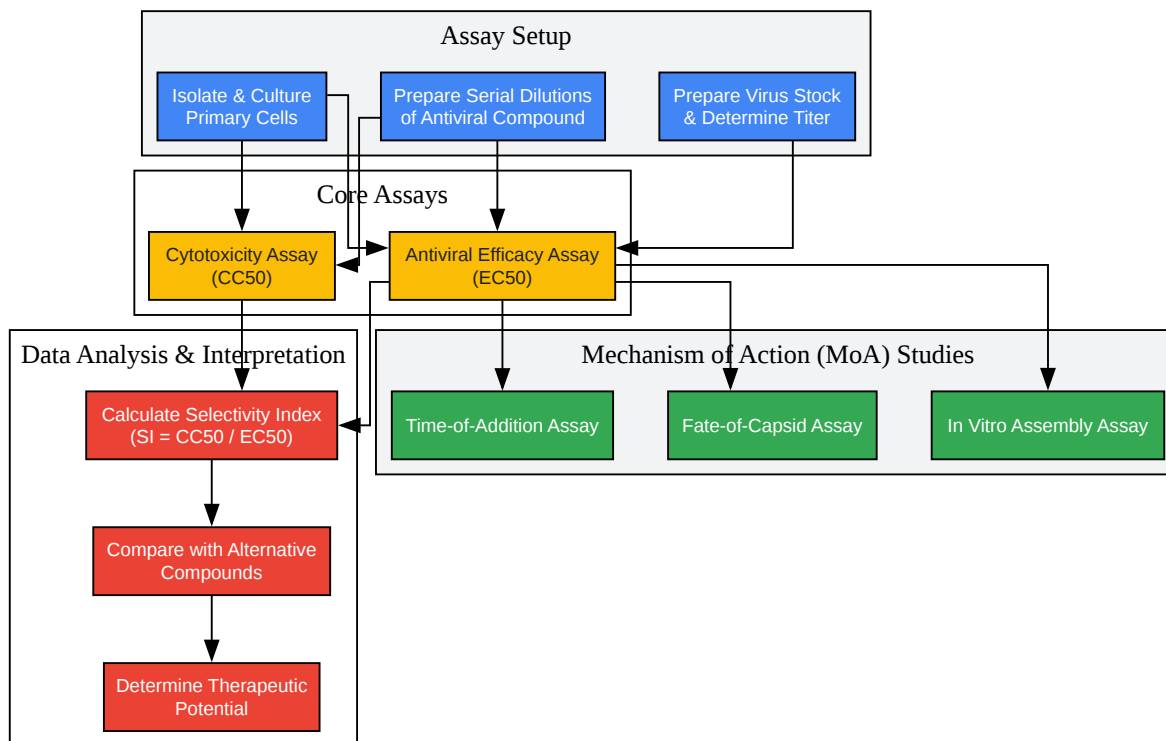 Assay Setup
Isolate & Culture
Primary Cells
Prepare Serial Dilutions
of Antiviral Compound
Prepare Virus Stock
& Determine Titer
Core Assays
Cytotoxicity Assay
(CC50)
Antiviral Efficacy Assay
(EC50)
Data Analysis & Interpretation
Calculate Selectivity Index
(SI = CC50 / EC50)
Compare with Alternative
Compounds
Determine Therapeutic
Potential
Mechanism of Action (MoA) Studies
Time-of-Addition Assay
Fate-of-Capsid Assay
In Vitro Assembly Assay